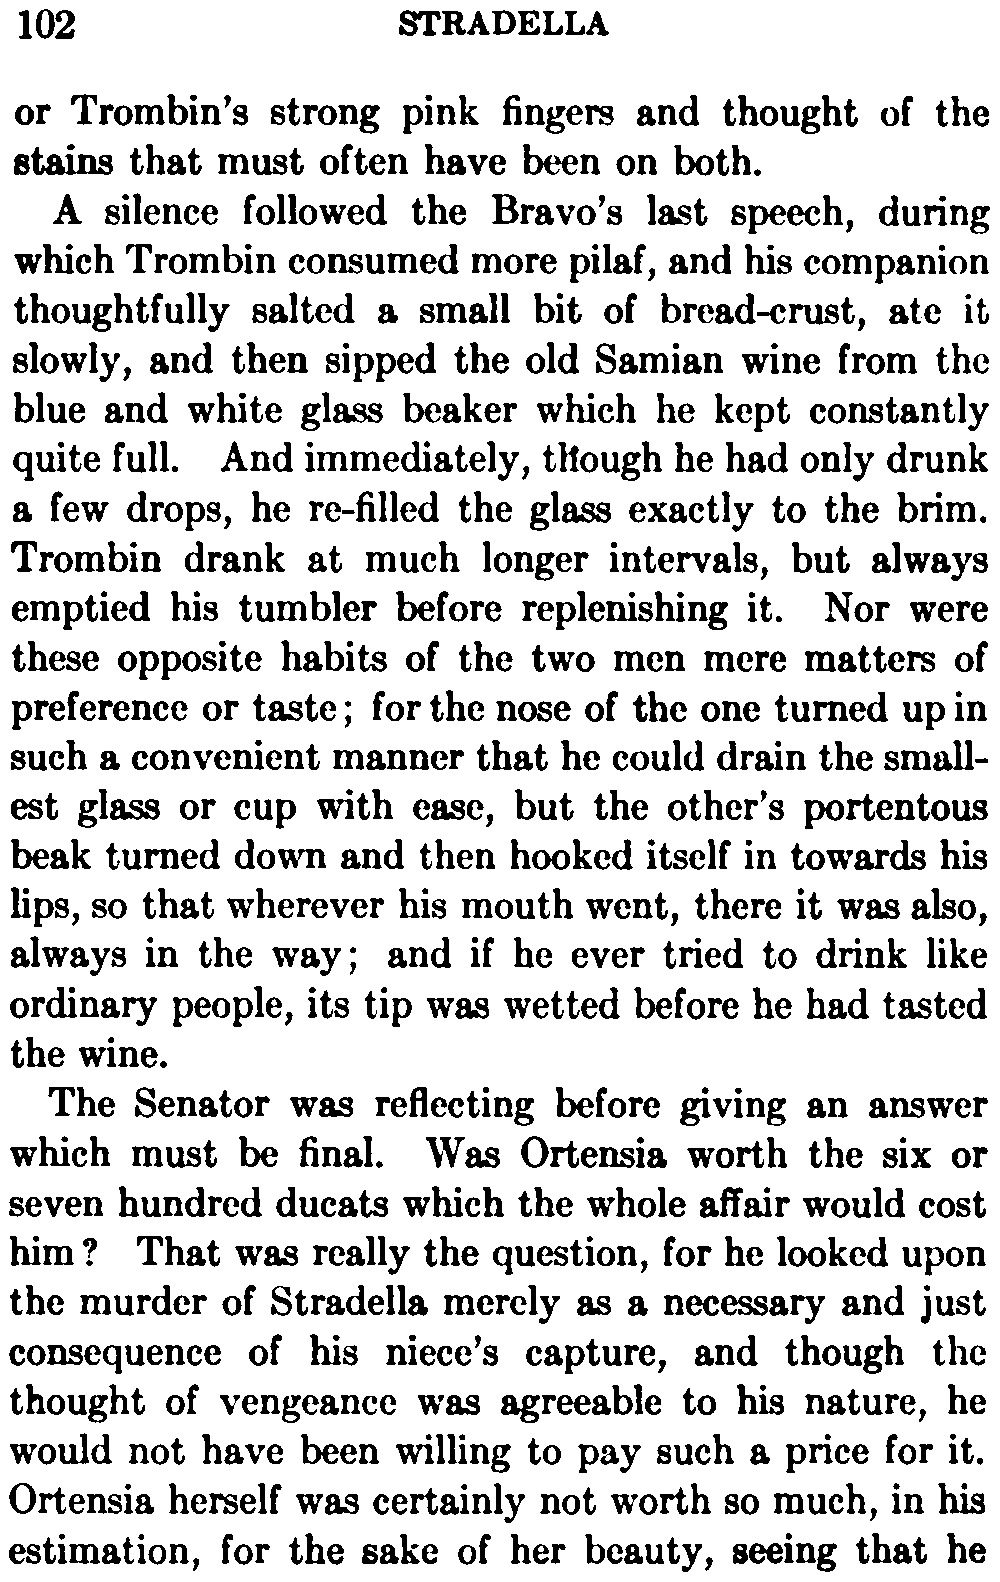 102 STRADELLA
or Trombin's strong pink fingers and thought of the
stains that must often have been on both.
A silence followed the Bravo's last speech, during
which Trombin consumed more pilaf, and his companion
thoughtfully salted a small bit of bread-crust, ate it
slowly, and then sipped the old Samian wine from the
blue and white glass beaker which he kept constantly
quite full. And immediately, though he had only drunk
a few drops, he re-filled the glass exactly to the brim.
Trombin drank at much longer intervals, but always
emptied his tumbler before replenishing it. Nor were
these opposite habits of the two men mere matters of
preference or taste; for the nose of the one turned up in
such a convenient manner that he could drain the small-
est glass or cup with ease, but the other's portentous
beak turned down and then hooked itself in towards his
lips, so that wherever his mouth went, there it was also,
always in the way; and if he ever tried to drink like
ordinary people, its tip was wetted before he had tasted
the wine.
The Senator was reflecting before giving an answer
which must be final. Was Ortensia worth the six or
seven hundred ducats which the whole affair would cost
him? That was really the question, for he looked upon
the murder of Stradella merely as a necessary and just
consequence of his niece's capture, and though the
thought of vengeance was agreeable to his nature, he
would not have been willing to pay such a price for it.
Ortensia herself was certainly not worth so much, in his
estimation, for the sake of her beauty, seeing that he